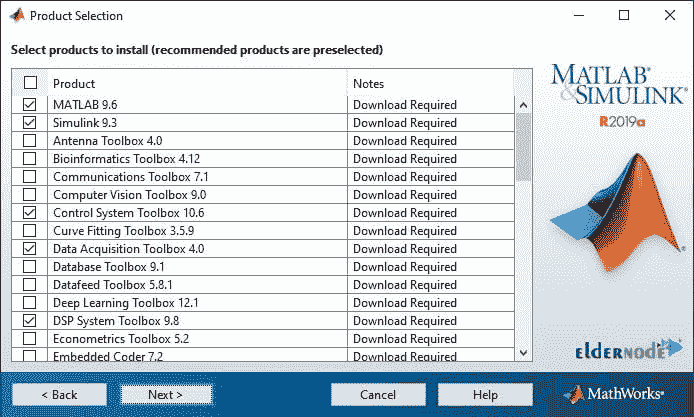 Product Selection
Select products to install (recommended products are preselected)
Product Notes
MATLAB 9.6 Download Required
Simulink 9.3 Download Required
Antenna Toolbox 4.0 Download Required
Bioinformatics Toolbox 4.12 Download Required
Communications Toolbox 7.1 Download Required
Computer Vision Toolbox 9.0 Download Required
Control System Toolbox 10.6 Download Required
Curve Fitting Toolbox 3.5.9 Download Required
Data Acquisition Toolbox 4.0 Download Required
Database Toolbox 9.1 Download Required
Datafeed Toolbox 5.8.1 Download Required
Deep Learning Toolbox 12.1 Download Required
DSP System Toolbox 9.8 Download Required
Econometrics Toolbox 5.2 Download Required
Embedded Coder 7.2 Download Required
MATLAB®
&SIMULINK®
R2019a
ELDERNODE
< Back Next > Cancel Help MathWorks®